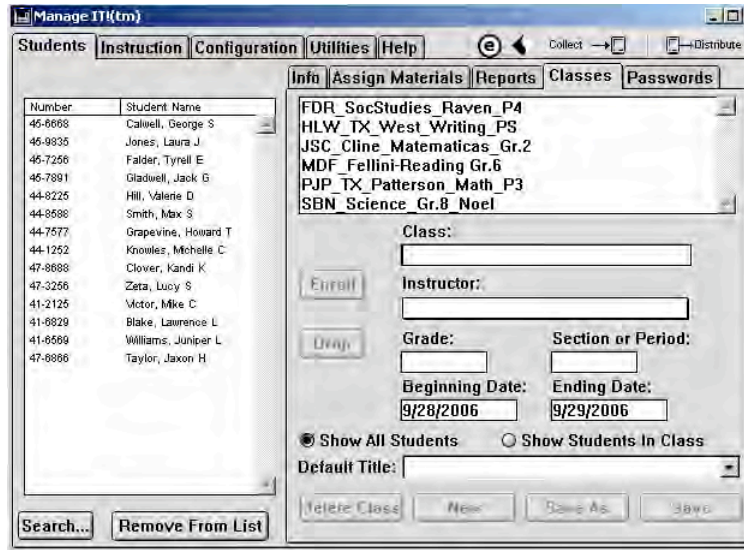 Manage IT!(tm)
Students Instruction Configuration Utilities Help e Collect Distribute
Info Assign Materials Reports Classes Passwords
Number Student Name
45-6668 Calwell, George S
45-9835 Jones, Laura J
45-7256 Falder, Tyrell E
45-7891 Gladwell, Jack G
44-8225 Hill, Valerie D
44-8588 Smith, Max S
44-7577 Grapevine, Howard T
44-1252 Knowles, Michelle C
47-8688 Clover, Kandi K
47-3256 Zeta, Lucy S
41-2125 Victor, Mike C
41-6829 Blake, Lawrence L
41-6569 Williams, Juniper L
47-6866 Taylor, Jaxon H
Search... Remove From List
FDR_SocStudies_Raven_P4
HLW_TX_West_Writing_PS
JSC_Cline_Matematicas_Gr.2
MDF_Fellini-Reading Gr.6
PJP_TX_Patterson_Math_P3
SBN_Science_Gr.8_Noel
Class:
Enroll Instructor:
Drop Grade: Section or Period:
Beginning Date: Ending Date:
9/28/2006 9/29/2006
Show All Students Show Students In Class
Default Title:
Delete Class New Save As Save